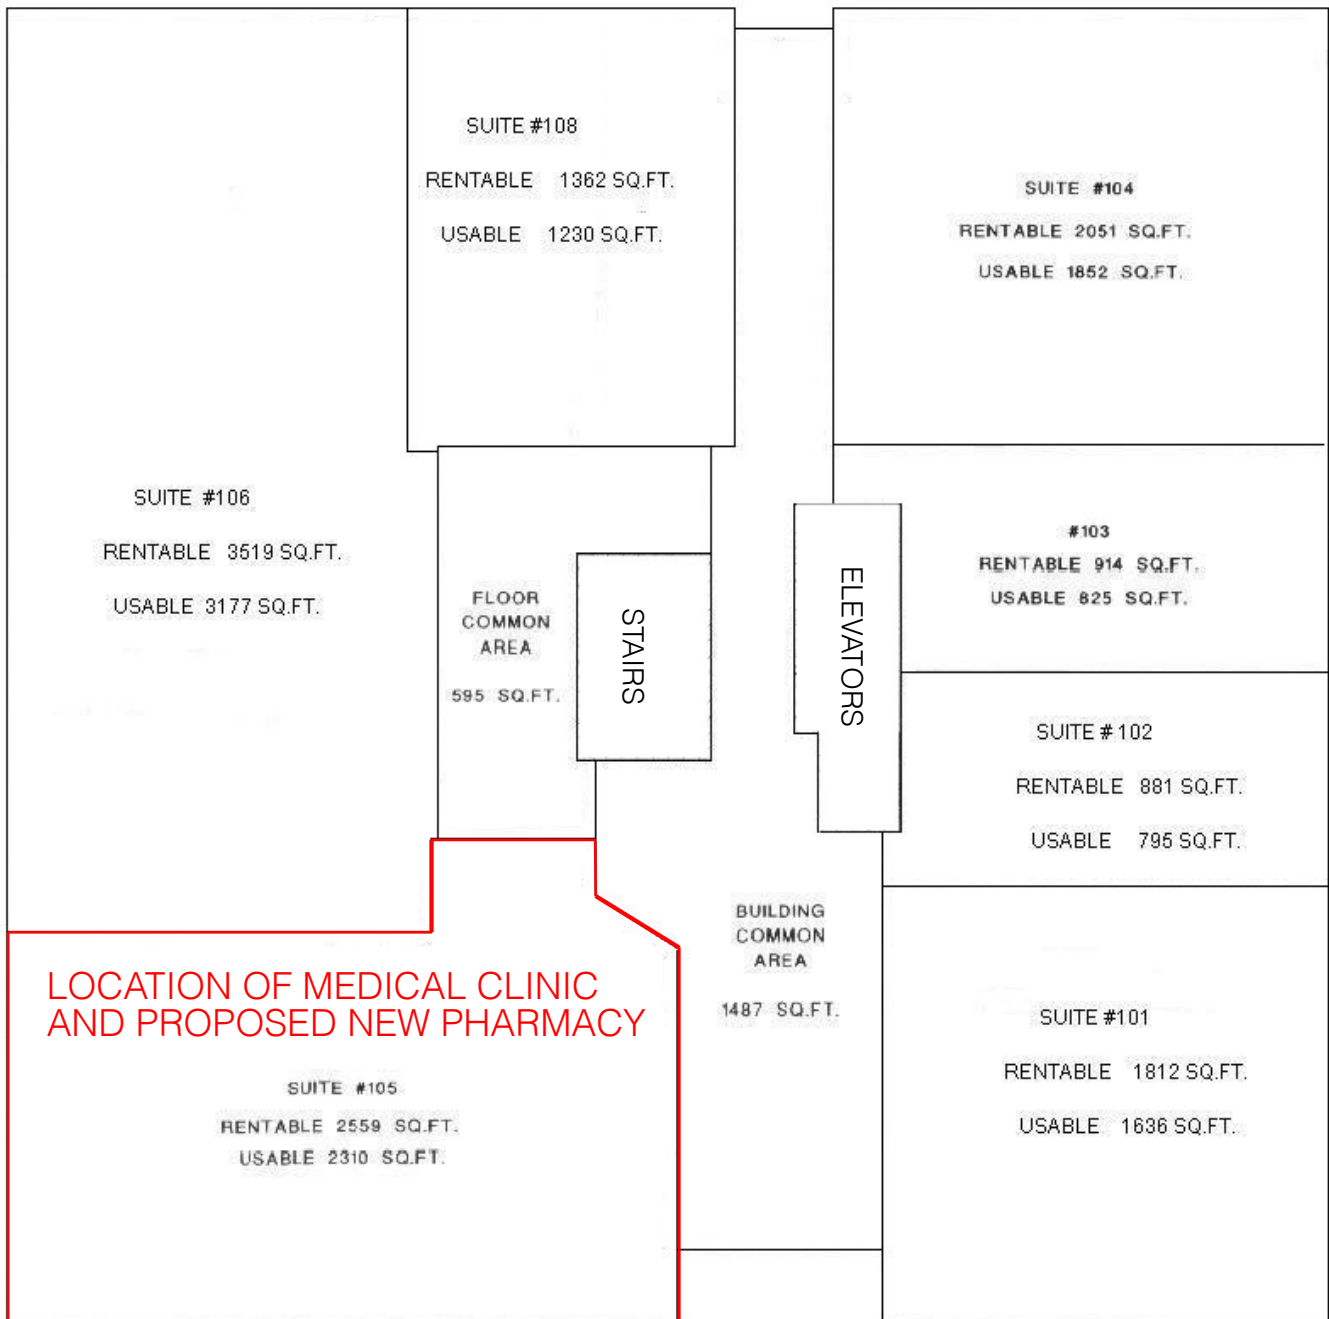 SUITE #108
RENTABLE 1362 SQ.FT.
USABLE 1230 SQ.FT.
SUITE #104
RENTABLE 2051 SQ.FT.
USABLE 1852 SQ.FT.
SUITE #106
RENTABLE 3519 SQ.FT.
USABLE 3177 SQ.FT.
FLOOR
COMMON
AREA
595 SQ.FT.
STAIRS
ELEVATORS
#103
RENTABLE 914 SQ.FT.
USABLE 825 SQ.FT.
SUITE # 102
RENTABLE 881 SQ.FT.
USABLE 795 SQ.FT.
BUILDING
COMMON
AREA
1487 SQ.FT.
LOCATION OF MEDICAL CLINIC
AND PROPOSED NEW PHARMACY
SUITE #105
RENTABLE 2559 SQ.FT.
USABLE 2310 SQ.FT.
SUITE #101
RENTABLE 1812 SQ.FT.
USABLE 1636 SQ.FT.